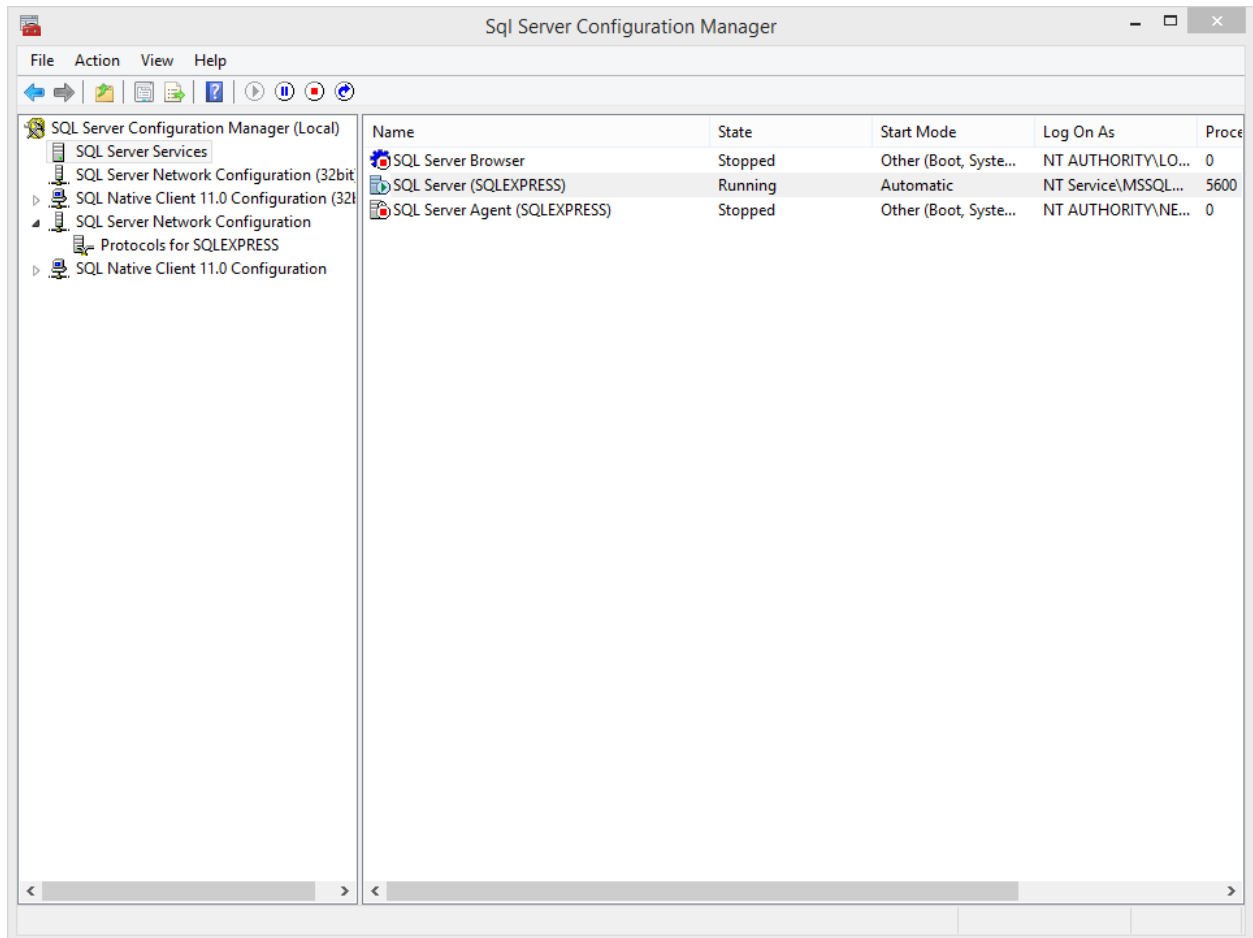 Sql Server Configuration Manager
File Action View Help
SQL Server Configuration Manager (Local)
SQL Server Services
SQL Server Network Configuration (32bit
SQL Native Client 11.0 Configuration (32b
SQL Server Network Configuration
Protocols for SQLEXPRESS
SQL Native Client 11.0 Configuration
Name State Start Mode Log On As Proce
SQL Server Browser Stopped Other (Boot, Syste... NT AUTHORITY\LO... 0
SQL Server (SQLEXPRESS) Running Automatic NT Service\MSSQL... 5600
SQL Server Agent (SQLEXPRESS) Stopped Other (Boot, Syste... NT AUTHORITY\NE... 0